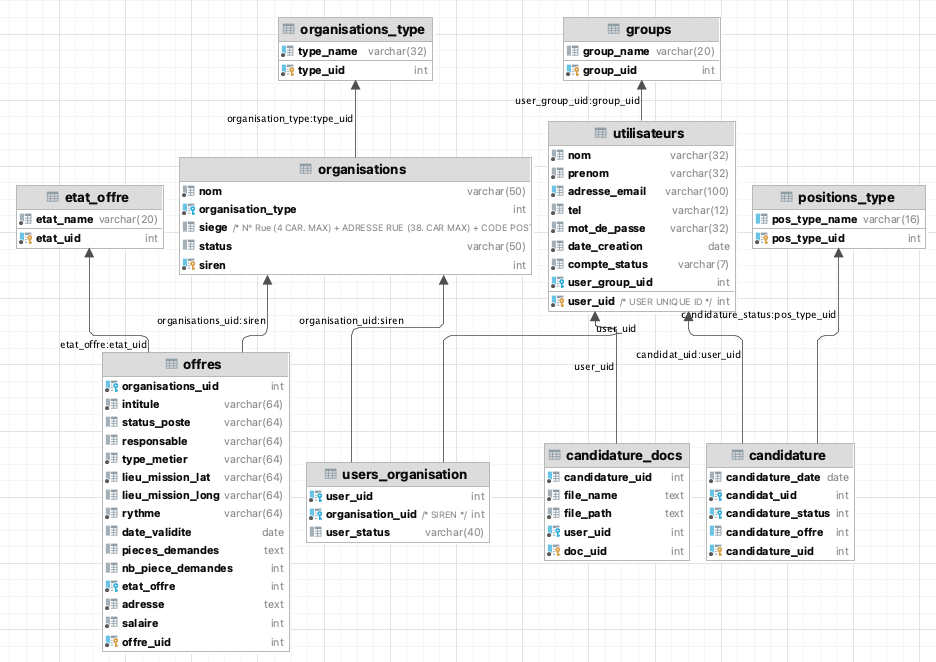 organisations_type
type_name varchar(32)
type_uid int
groups
group_name varchar(20)
group_uid int
organisation_type:type_uid
user_group_uid:group_uid
etat_offre
etat_name varchar(20)
etat_uid int
organisations
nom varchar(50)
organisation_type int
siege /* N° Rue (4 CAR. MAX) + ADRESSE RUE (38. CAR MAX) + CODE POST
status varchar(50)
siren int
utilisateurs
nom varchar(32)
prenom varchar(32)
adresse_email varchar(100)
tel varchar(12)
mot_de_passe varchar(32)
date_creation date
compte_status varchar(7)
user_group_uid int
user_uid /* USER UNIQUE ID */ int
positions_type
pos_type_name varchar(16)
pos_type_uid int
etat_offre:etat_uid
organisations_uid:siren
organisation_uid:siren
user_uid
user_uid
candidature_status:pos_type_uid
candidat_uid:user_uid
offres
organisations_uid int
intitule varchar(64)
status_poste varchar(64)
responsable varchar(64)
type_metier varchar(64)
lieu_mission_lat varchar(64)
lieu_mission_long varchar(64)
rythme varchar(64)
date_validite date
pieces_demandes text
nb_piece_demandes int
etat_offre int
adresse text
salaire int
offre_uid int
users_organisation
user_uid int
organisation_uid /* SIREN */ int
user_status varchar(40)
candidature_docs
candidature_uid int
file_name text
file_path text
user_uid int
doc_uid int
candidature
candidature_date date
candidat_uid int
candidature_status int
candidature_offre int
candidature_uid int